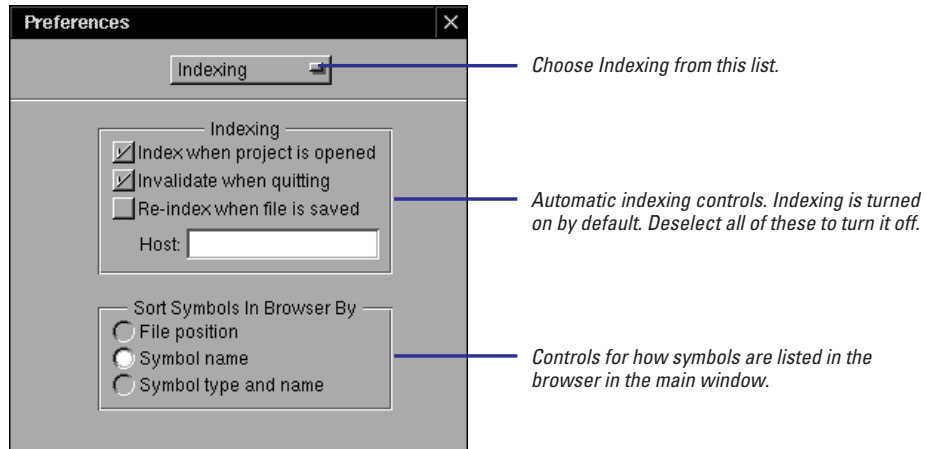 Preferences
Indexing
Choose Indexing from this list.
Indexing
Index when project is opened
Invalidate when quitting
Re-index when file is saved
Host:
Automatic indexing controls. Indexing is turned
on by default. Deselect all of these to turn it off.
Sort Symbols In Browser By
File position
Symbol name
Symbol type and name
Controls for how symbols are listed in the
browser in the main window.